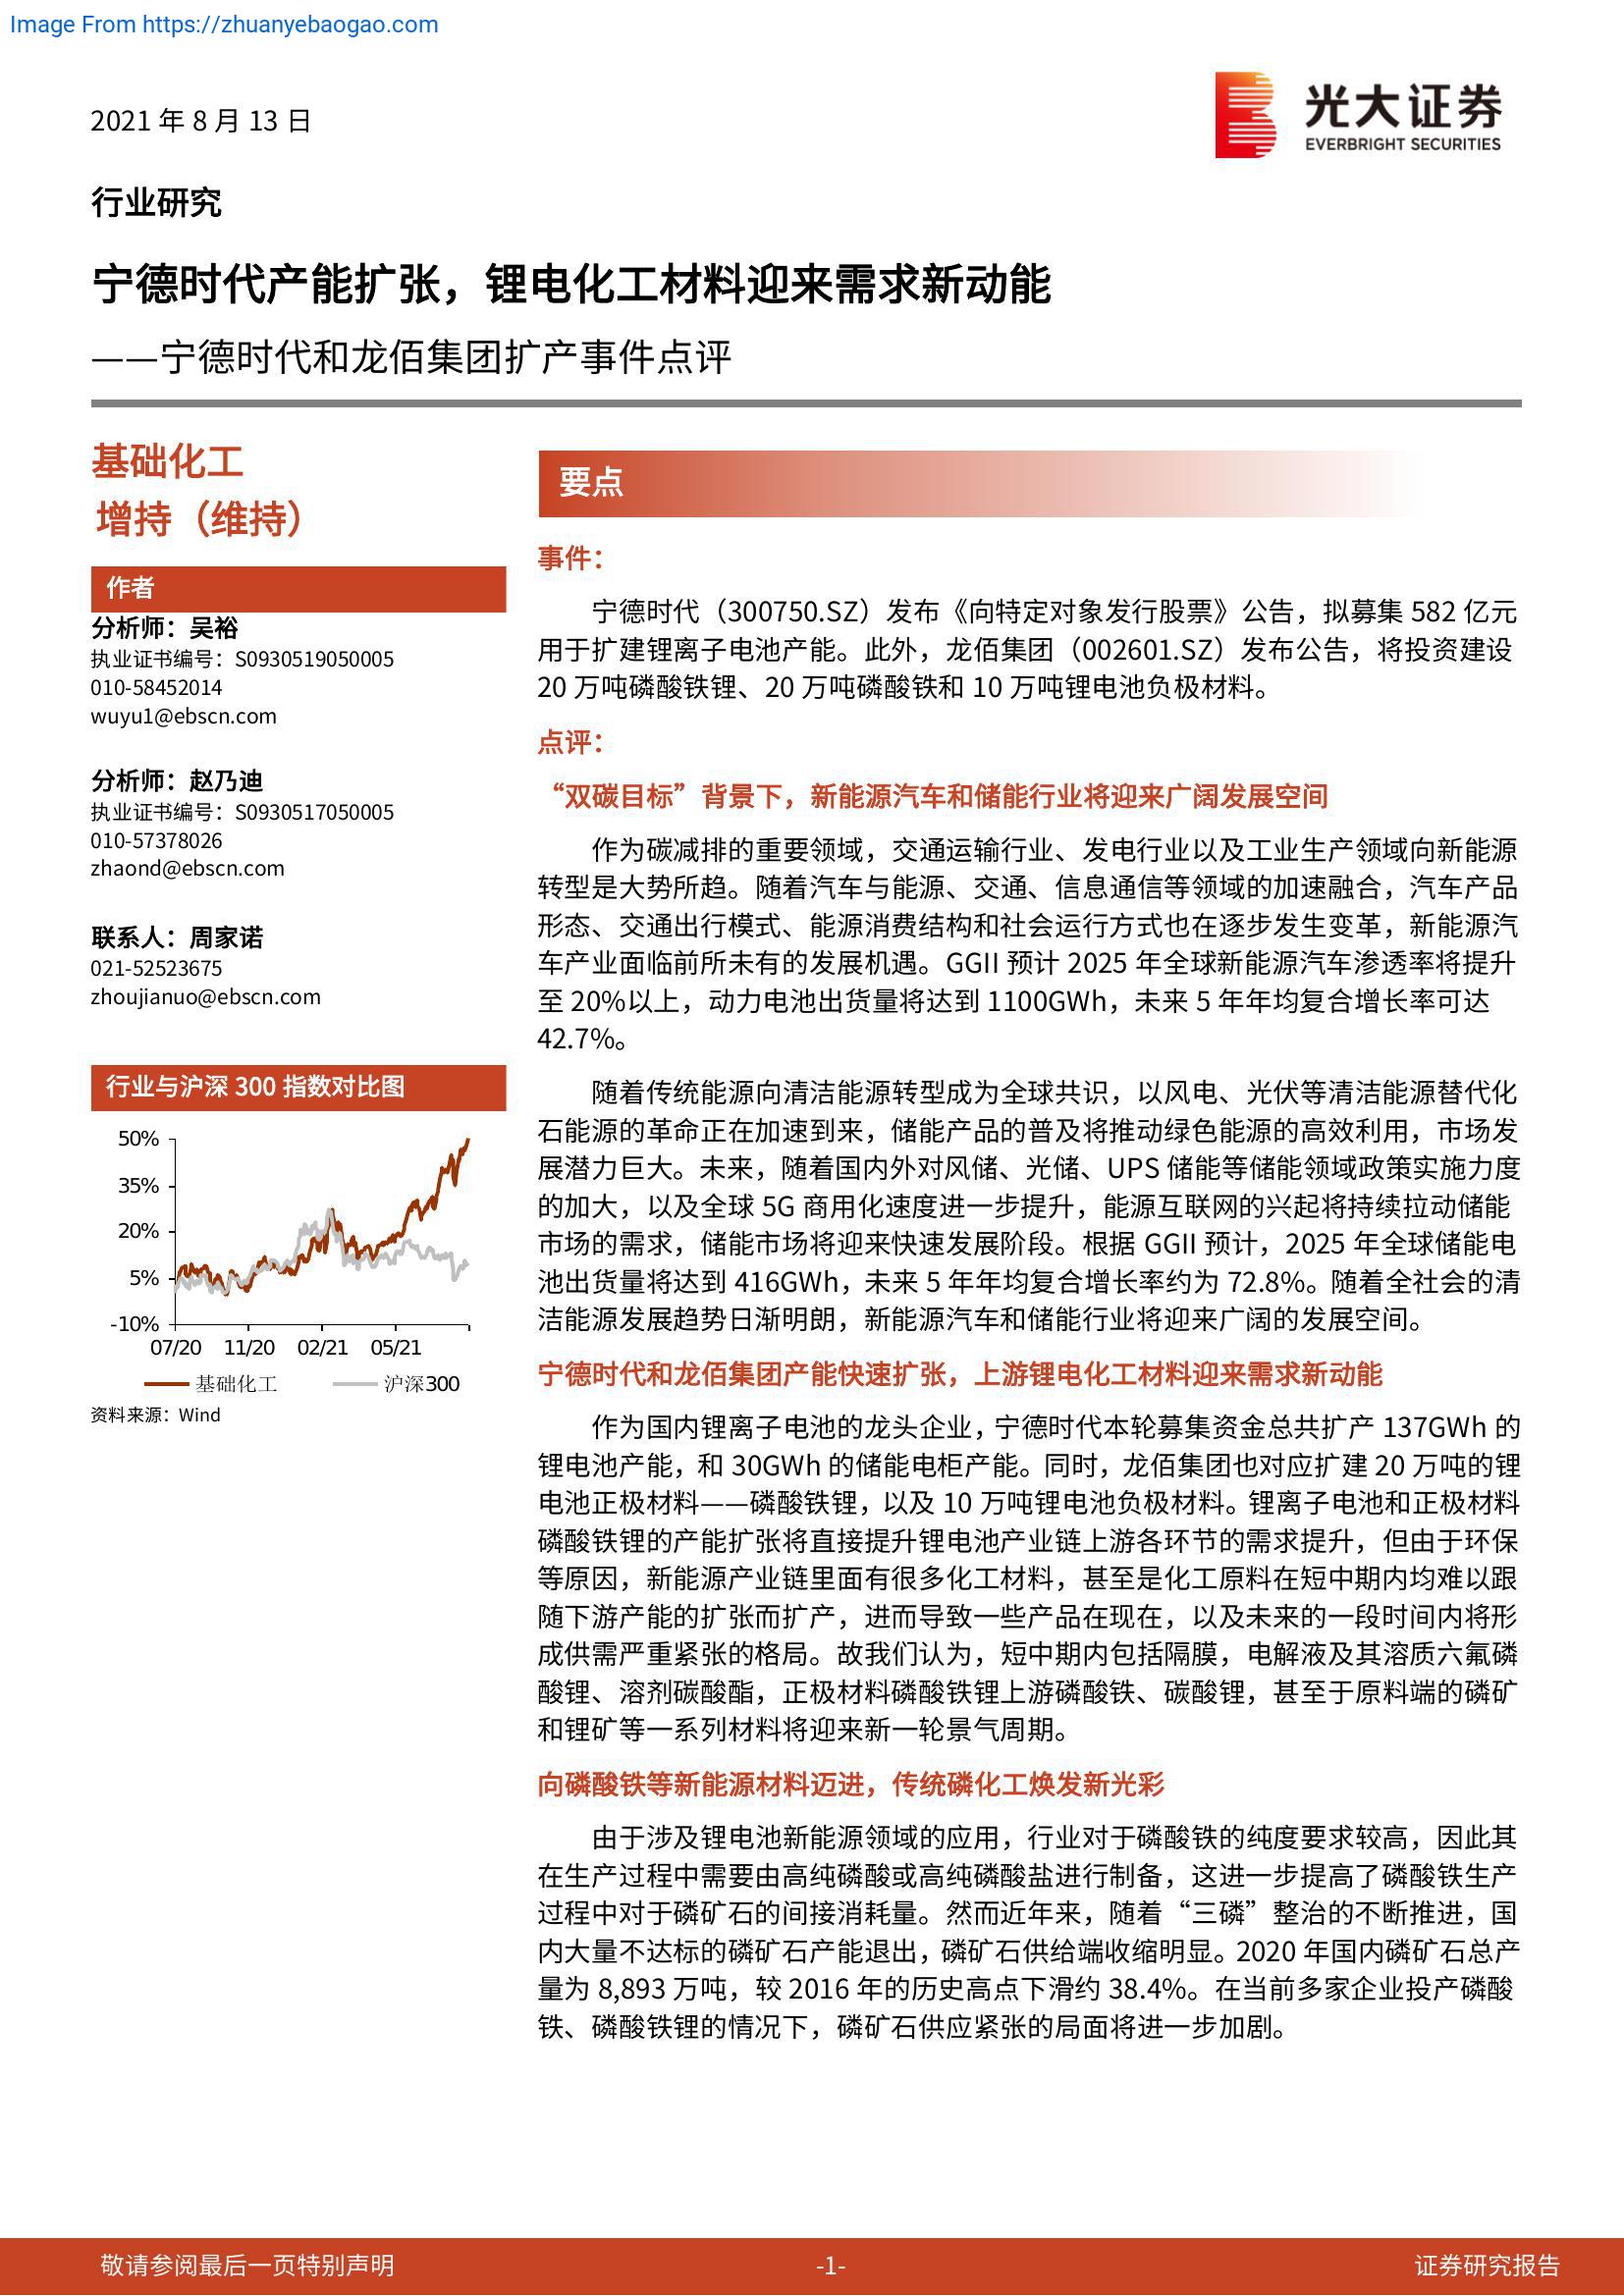 Image From https://zhuanyebaogao.com
2021 年 8 月 13 日
光大证券
EVERBRIGHT SECURITIES
行业研究
宁德时代产能扩张，锂电化工材料迎来需求新动能
——宁德时代和龙佰集团扩产事件点评
基础化工
增持（维持）
作者
分析师：吴裕
执业证书编号：S0930519050005
010-58452014
wuyu1@ebscn.com
分析师：赵乃迪
执业证书编号：S0930517050005
010-57378026
zhaond@ebscn.com
联系人：周家诺
021-52523675
zhoujianuo@ebscn.com
行业与沪深 300 指数对比图
50%
35%
20%
5%
-10%
07/20 11/20 02/21 05/21
基础化工 沪深300
资料来源：Wind
要点
事件：
宁德时代（300750.SZ）发布《向特定对象发行股票》公告，拟募集 582 亿元
用于扩建锂离子电池产能。此外，龙佰集团（002601.SZ）发布公告，将投资建设
20 万吨磷酸铁锂、20 万吨磷酸铁和 10 万吨锂电池负极材料。
点评：
“双碳目标”背景下，新能源汽车和储能行业将迎来广阔发展空间
作为碳减排的重要领域，交通运输行业、发电行业以及工业生产领域向新能源
转型是大势所趋。随着汽车与能源、交通、信息通信等领域的加速融合，汽车产品
形态、交通出行模式、能源消费结构和社会运行方式也在逐步发生变革，新能源汽
车产业面临前所未有的发展机遇。GGII 预计 2025 年全球新能源汽车渗透率将提升
至 20%以上，动力电池出货量将达到 1100GWh，未来 5 年年均复合增长率可达
42.7%。
随着传统能源向清洁能源转型成为全球共识，以风电、光伏等清洁能源替代化
石能源的革命正在加速到来，储能产品的普及将推动绿色能源的高效利用，市场发
展潜力巨大。未来，随着国内外对风储、光储、UPS 储能等储能领域政策实施力度
的加大，以及全球 5G 商用化速度进一步提升，能源互联网的兴起将持续拉动储能
市场的需求，储能市场将迎来快速发展阶段。根据 GGII 预计，2025 年全球储能电
池出货量将达到 416GWh，未来 5 年年均复合增长率约为 72.8%。随着全社会的清
洁能源发展趋势日渐明朗，新能源汽车和储能行业将迎来广阔的发展空间。
宁德时代和龙佰集团产能快速扩张，上游锂电化工材料迎来需求新动能
作为国内锂离子电池的龙头企业，宁德时代本轮募集资金总共扩产 137GWh 的
锂电池产能，和 30GWh 的储能电柜产能。同时，龙佰集团也对应扩建 20 万吨的锂
电池正极材料——磷酸铁锂，以及 10 万吨锂电池负极材料。锂离子电池和正极材料
磷酸铁锂的产能扩张将直接提升锂电池产业链上游各环节的需求提升，但由于环保
等原因，新能源产业链里面有很多化工材料，甚至是化工原料在短中期内均难以跟
随下游产能的扩张而扩产，进而导致一些产品在现在，以及未来的一段时间内将形
成供需严重紧张的格局。故我们认为，短中期内包括隔膜，电解液及其溶质六氟磷
酸锂、溶剂碳酸酯，正极材料磷酸铁锂上游磷酸铁、碳酸锂，甚至于原料端的磷矿
和锂矿等一系列材料将迎来新一轮景气周期。
向磷酸铁等新能源材料迈进，传统磷化工焕发新光彩
由于涉及锂电池新能源领域的应用，行业对于磷酸铁的纯度要求较高，因此其
在生产过程中需要由高纯磷酸或高纯磷酸盐进行制备，这进一步提高了磷酸铁生产
过程中对于磷矿石的间接消耗量。然而近年来，随着“三磷”整治的不断推进，国
内大量不达标的磷矿石产能退出，磷矿石供给端收缩明显。2020 年国内磷矿石总产
量为 8,893 万吨，较 2016 年的历史高点下滑约 38.4%。在当前多家企业投产磷酸
铁、磷酸铁锂的情况下，磷矿石供应紧张的局面将进一步加剧。
敬请参阅最后一页特别声明
-1-
证券研究报告